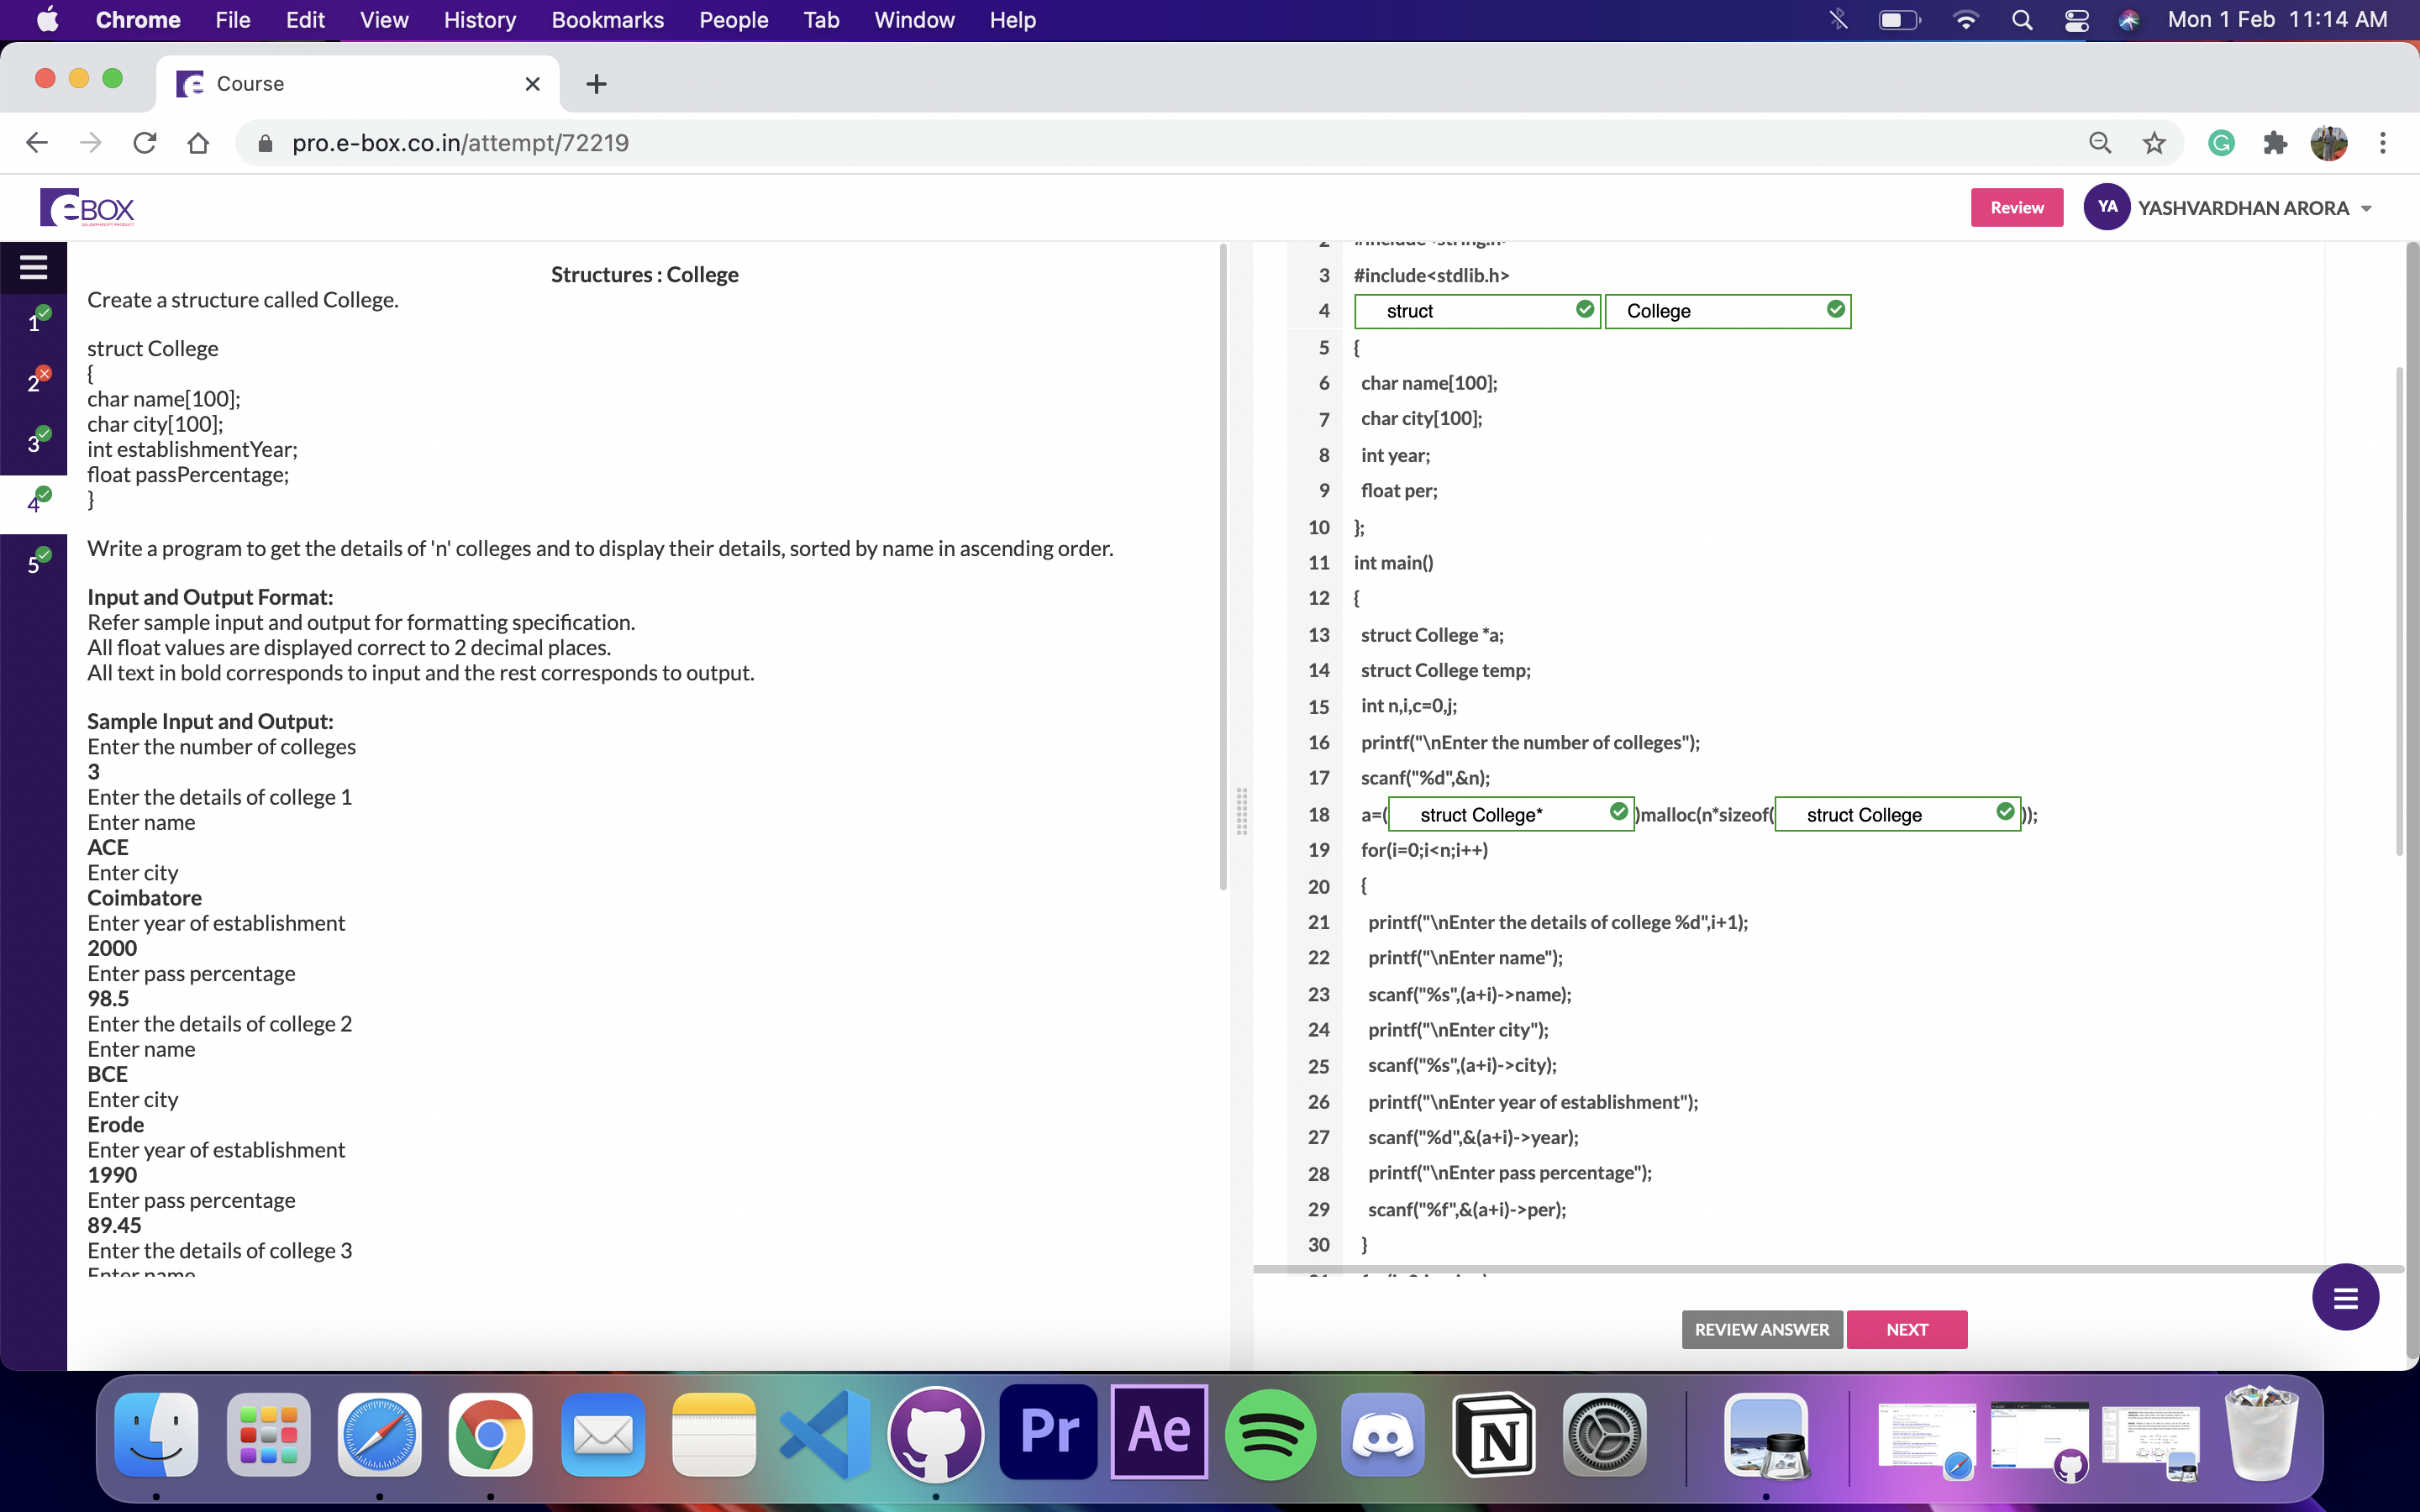 Chrome File Edit View History Bookmarks People Tab Window Help Mon 1 Feb 11:14 AM
Course
pro.e-box.co.in/attempt/72219
eBOX
Review YA YASHVARDHAN ARORA
1
2
3
4
5
Structures : College
Create a structure called College.
struct College
{
char name[100];
char city[100];
int establishmentYear;
float passPercentage;
}
Write a program to get the details of 'n' colleges and to display their details, sorted by name in ascending order.
Input and Output Format:
Refer sample input and output for formatting specification.
All float values are displayed correct to 2 decimal places.
All text in bold corresponds to input and the rest corresponds to output.
Sample Input and Output:
Enter the number of colleges
3
Enter the details of college 1
Enter name
ACE
Enter city
Coimbatore
Enter year of establishment
2000
Enter pass percentage
98.5
Enter the details of college 2
Enter name
BCE
Enter city
Erode
Enter year of establishment
1990
Enter pass percentage
89.45
Enter the details of college 3
Enter name
2 #include<string.h>
3 #include<stdlib.h>
4 struct College
5 {
6 char name[100];
7 char city[100];
8 int year;
9 float per;
10 };
11 int main()
12 {
13 struct College *a;
14 struct College temp;
15 int n,i,c=0,j;
16 printf("\nEnter the number of colleges");
17 scanf("%d",&n);
18 a=( struct College* )malloc(n*sizeof( struct College ));
19 for(i=0;i<n;i++)
20 {
21 printf("\nEnter the details of college %d",i+1);
22 printf("\nEnter name");
23 scanf("%s",(a+i)->name);
24 printf("\nEnter city");
25 scanf("%s",(a+i)->city);
26 printf("\nEnter year of establishment");
27 scanf("%d",&(a+i)->year);
28 printf("\nEnter pass percentage");
29 scanf("%f",&(a+i)->per);
30 }
REVIEW ANSWER NEXT
Pr Ae